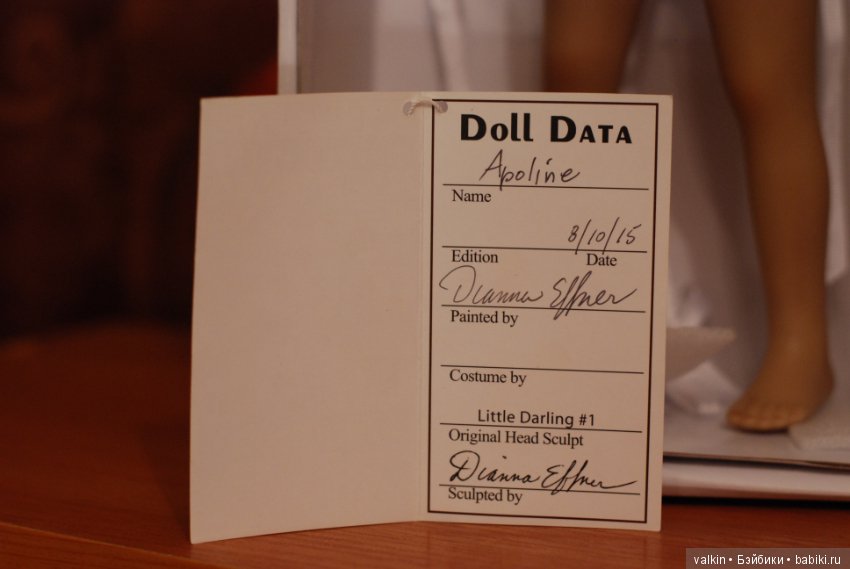 Doll Data
Apoline
Name
8/10/15
Edition Date
Dianna Effner
Painted by
Costume by
Little Darling #1
Original Head Sculpt
Dianna Effner
Sculpted by
valkin • Бэйбики • babiki.ru